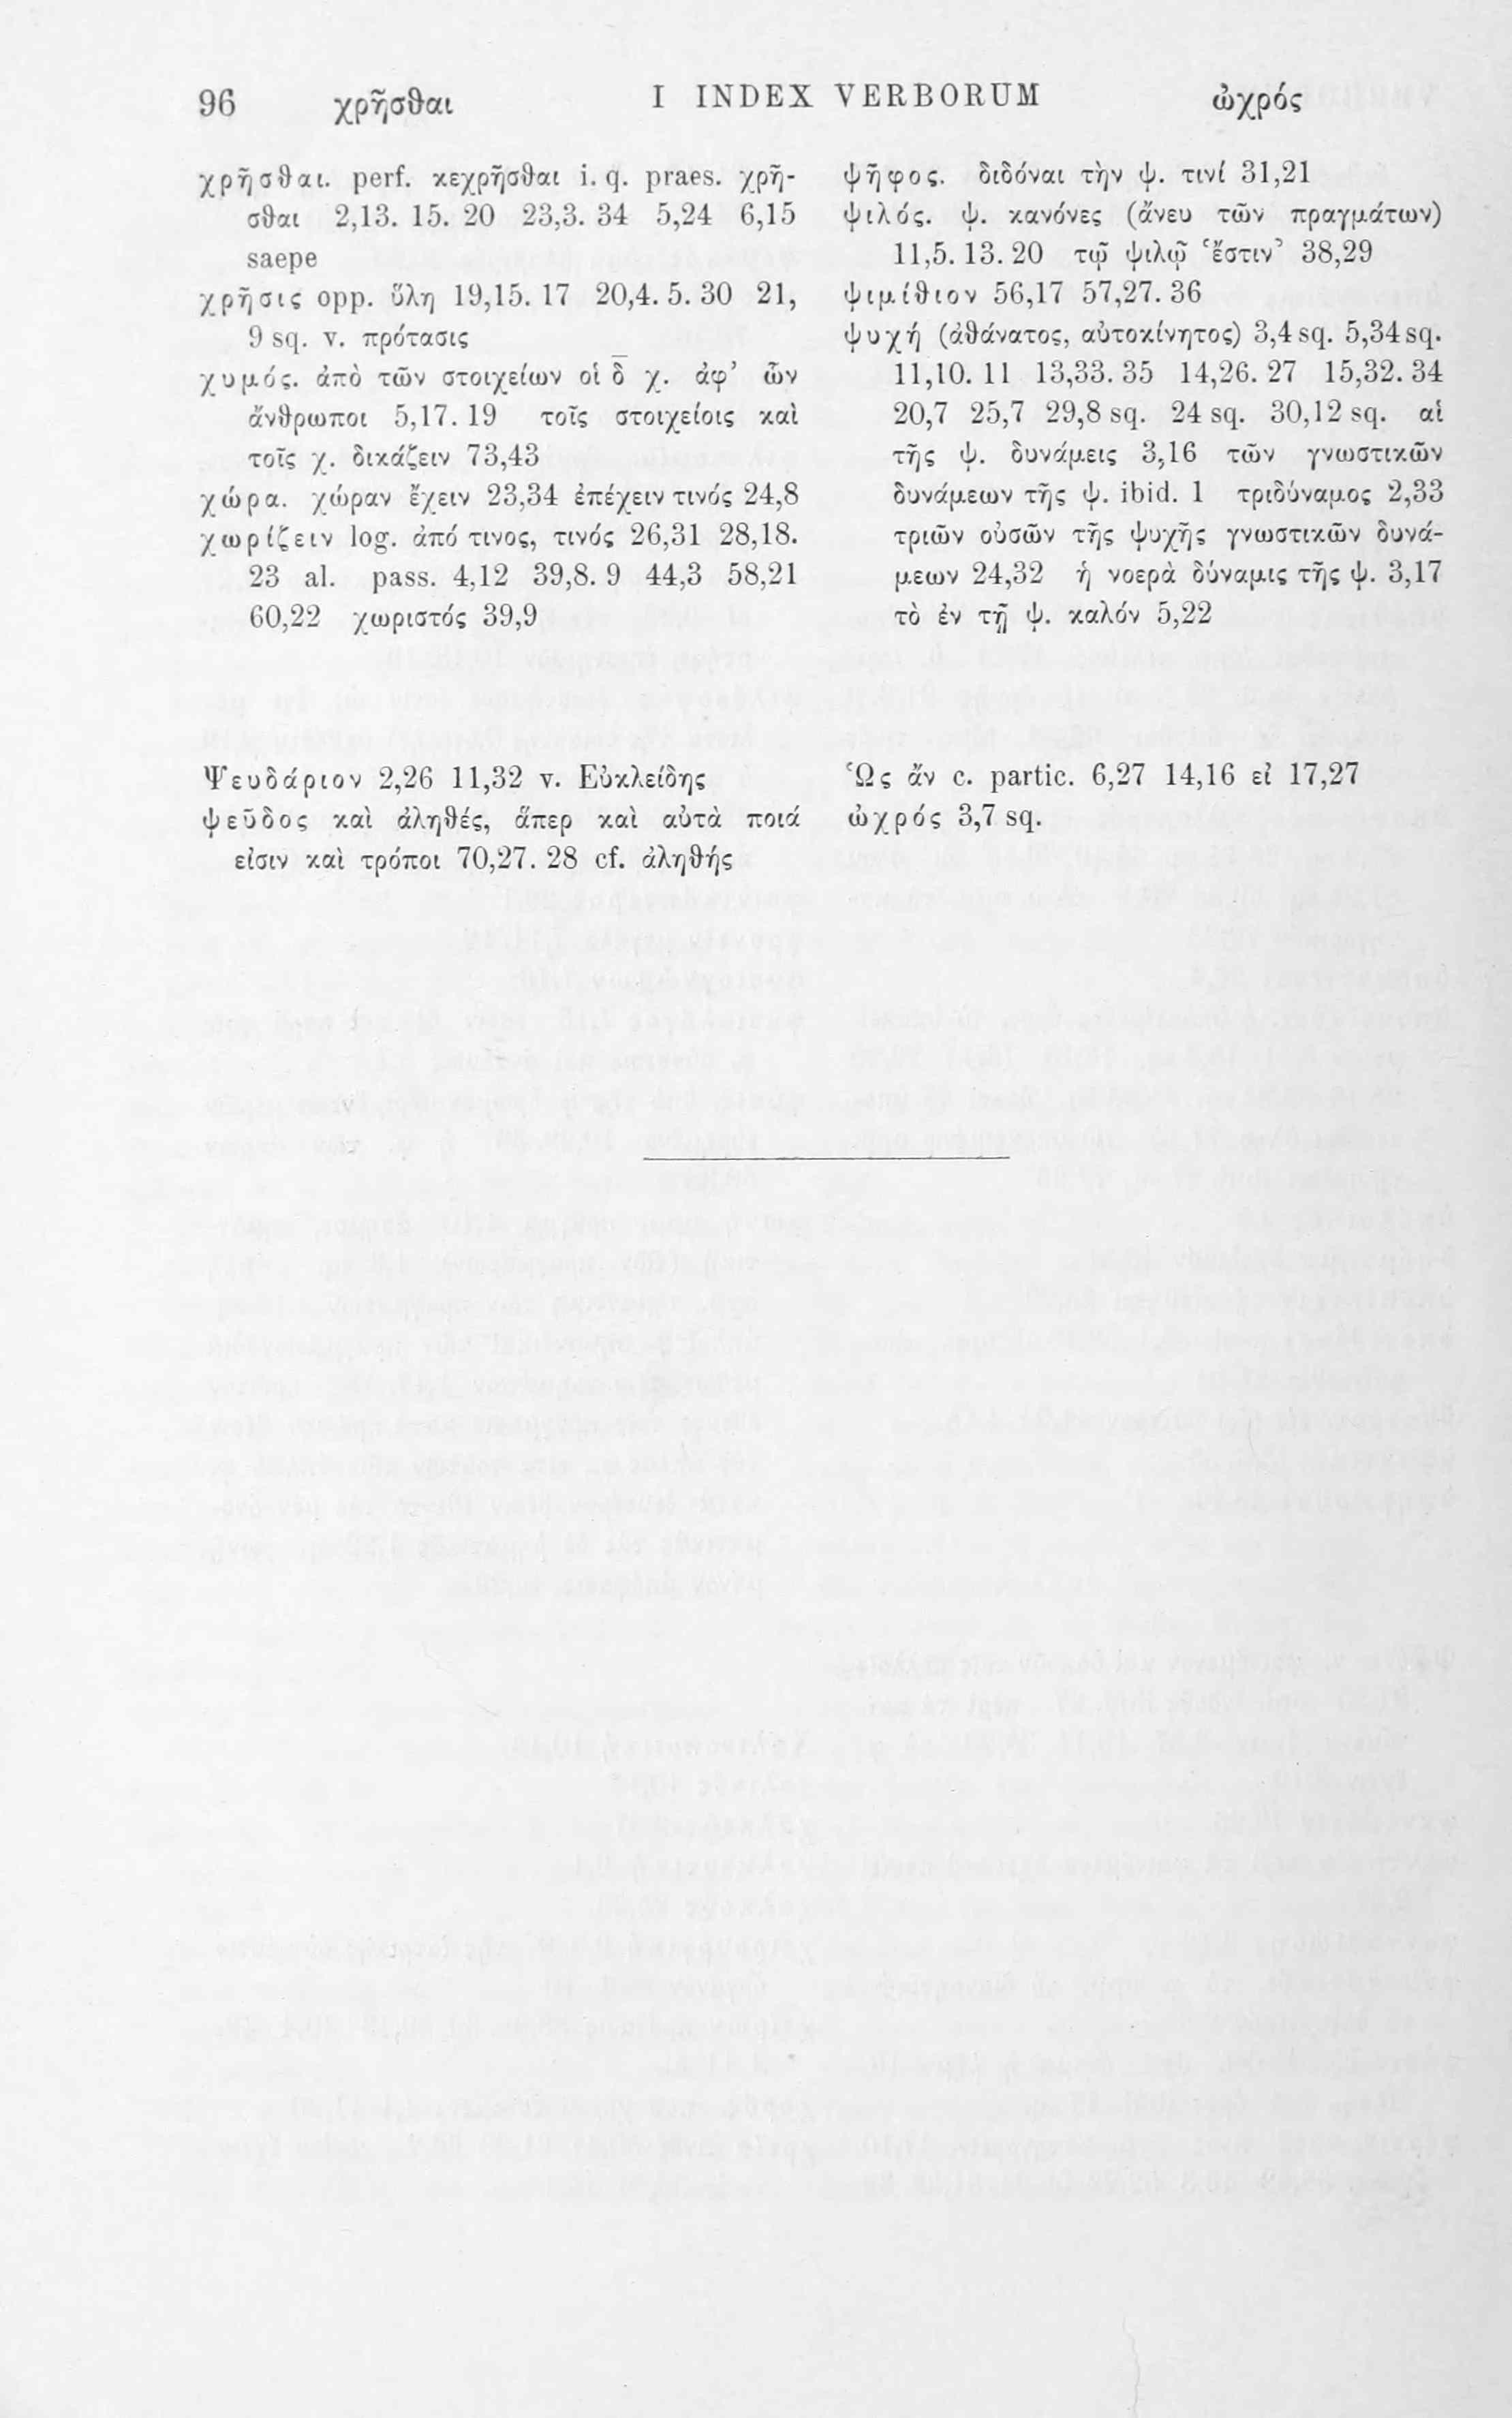 96 χρῆσθαι I INDEX VERBORUM ὠχρός
χρῆσθαι. perf. κεχρῆσθαι i. q. praes. χρῆ-
σθαι 2,13. 15. 20 23,3. 34 5,24 6,15
saepe
χρῆσις opp. ὕλη 19,15. 17 20,4. 5. 30 21,
9 sq. v. πρότασις
χυμός. ἀπὸ τῶν στοιχείων οἱ δ̅ χ. ἀφ’ ὧν
ἄνθρωποι 5,17. 19 τοῖς στοιχείοις καὶ
τοῖς χ. δικάζειν 73,43
χώρα. χώραν ἔχειν 23,34 ἐπέχειν τινός 24,8
χωρίζειν log. ἀπό τινος, τινός 26,31 28,18.
23 al. pass. 4,12 39,8. 9 44,3 58,21
60,22 χωριστός 39,9
Ψευδάριον 2,26 11,32 v. Εὐκλείδης
ψεῦδος καὶ ἀληθές, ἅπερ καὶ αὐτὰ ποιά
εἰσιν καὶ τρόποι 70,27. 28 cf. ἀληθής
ψῆφος. διδόναι τὴν ψ. τινί 31,21
ψιλός. ψ. κανόνες (ἄνευ τῶν πραγμάτων)
11,5. 13. 20 τῷ ψιλῷ ‘ἔστιν’ 38,29
ψιμίθιον 56,17 57,27. 36
ψυχή (ἀθάνατος, αὐτοκίνητος) 3,4 sq. 5,34 sq.
11,10. 11 13,33. 35 14,26. 27 15,32. 34
20,7 25,7 29,8 sq. 24 sq. 30,12 sq. αἱ
τῆς ψ. δυνάμεις 3,16 τῶν γνωστικῶν
δυνάμεων τῆς ψ. ibid. 1 τριδύναμος 2,33
τριῶν οὐσῶν τῆς ψυχῆς γνωστικῶν δυνά-
μεων 24,32 ἡ νοερὰ δύναμις τῆς ψ. 3,17
τὸ ἐν τῇ ψ. καλόν 5,22
Ὡς ἄν c. partic. 6,27 14,16 εἰ 17,27
ὠχρός 3,7 sq.